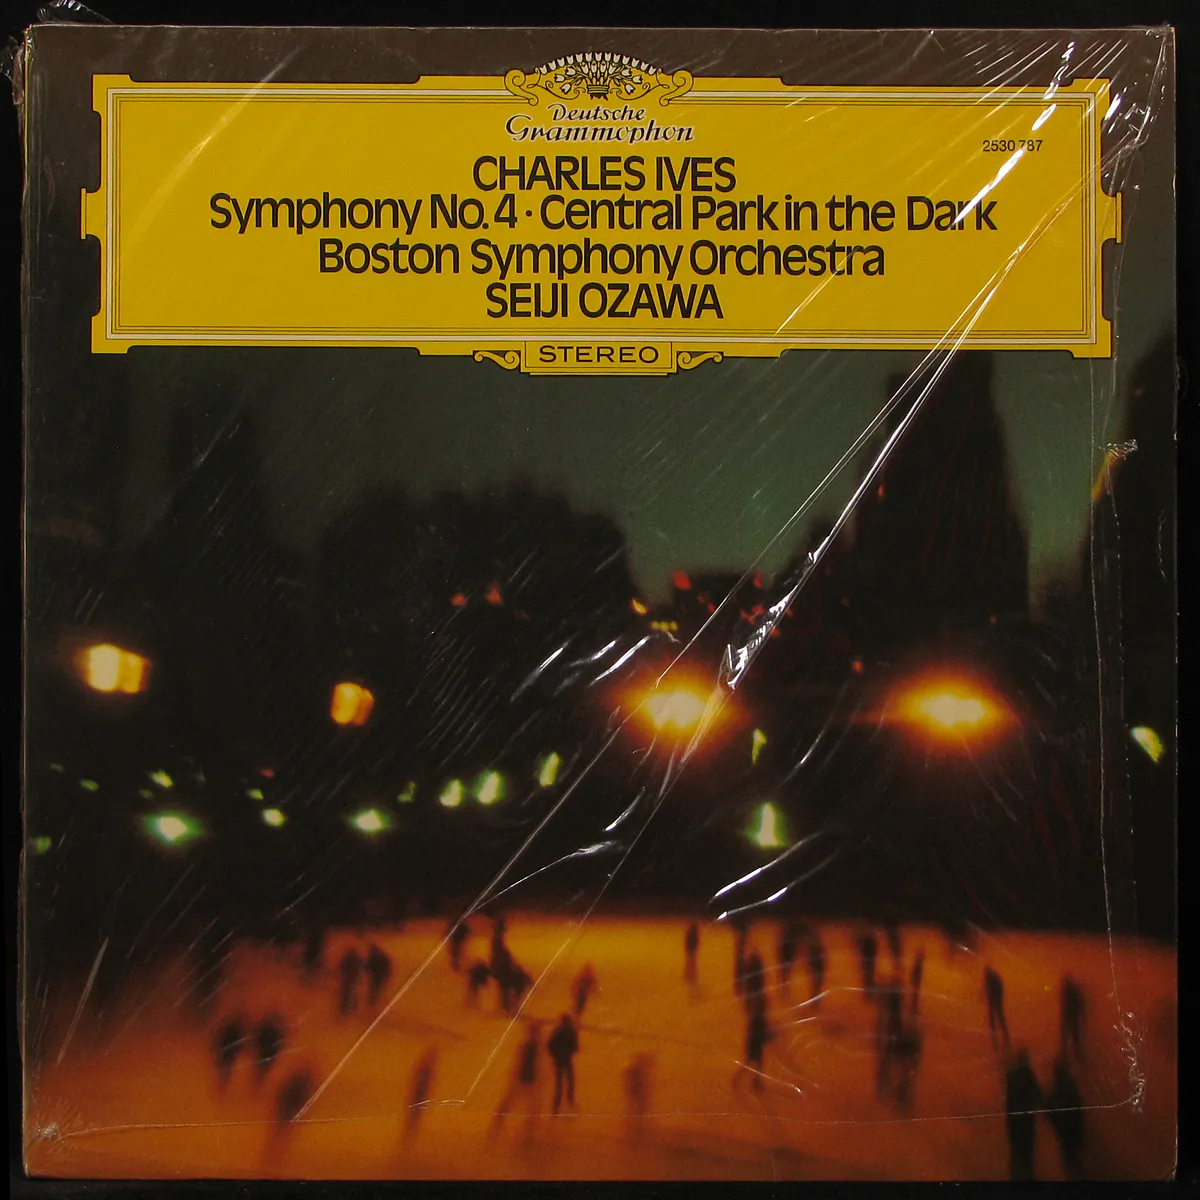 Deutsche
Grammophon
2530 787
CHARLES IVES
Symphony No. 4 · Central Park in the Dark
Boston Symphony Orchestra
SEIJI OZAWA
STEREO